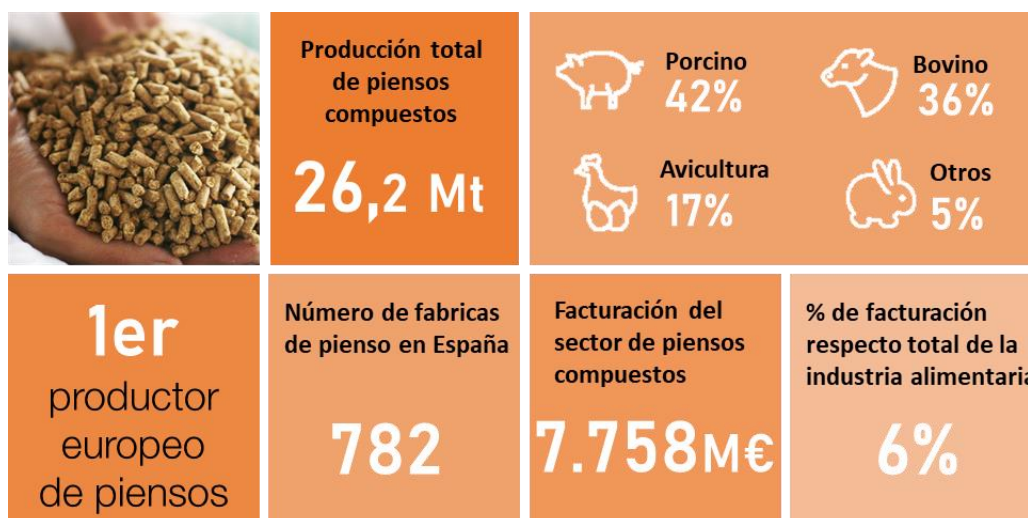 Producción total
de piensos
compuestos
26,2 Mt
Porcino
42%
Bovino
36%
Avicultura
17%
Otros
5%
1er
productor
europeo
de piensos
Número de fabricas
de pienso en España
782
Facturación del
sector de piensos
compuestos
7.758M€
% de facturación
respecto total de la
industria alimentaria
6%